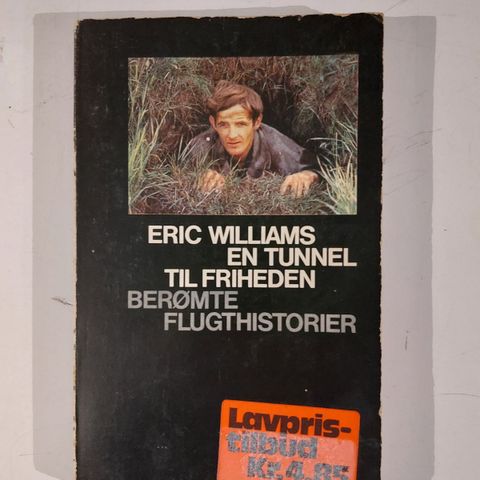 ERIC WILLIAMS
EN TUNNEL
TIL FRIHEDEN
BERØMTE
FLUGTHISTORIER
Lavpris-
tilbud
Kr. 4,85